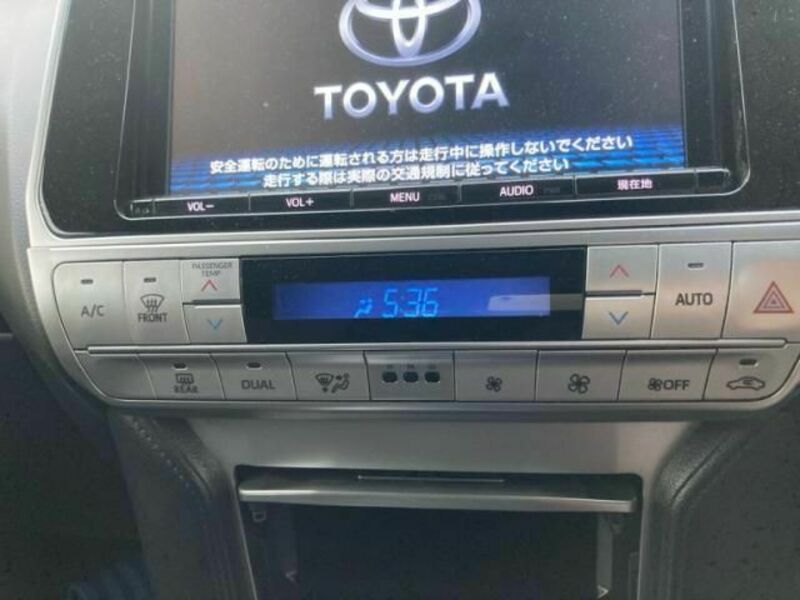 TOYOTA
安全運転のために運転される方は走行中に操作しないでください
走行する際は実際の交通規制に従ってください
VOL− VOL+ MENU AUDIO 現在地
A/C FRONT PASSENGER TEMP 5:36 AUTO
REAR DUAL OFF